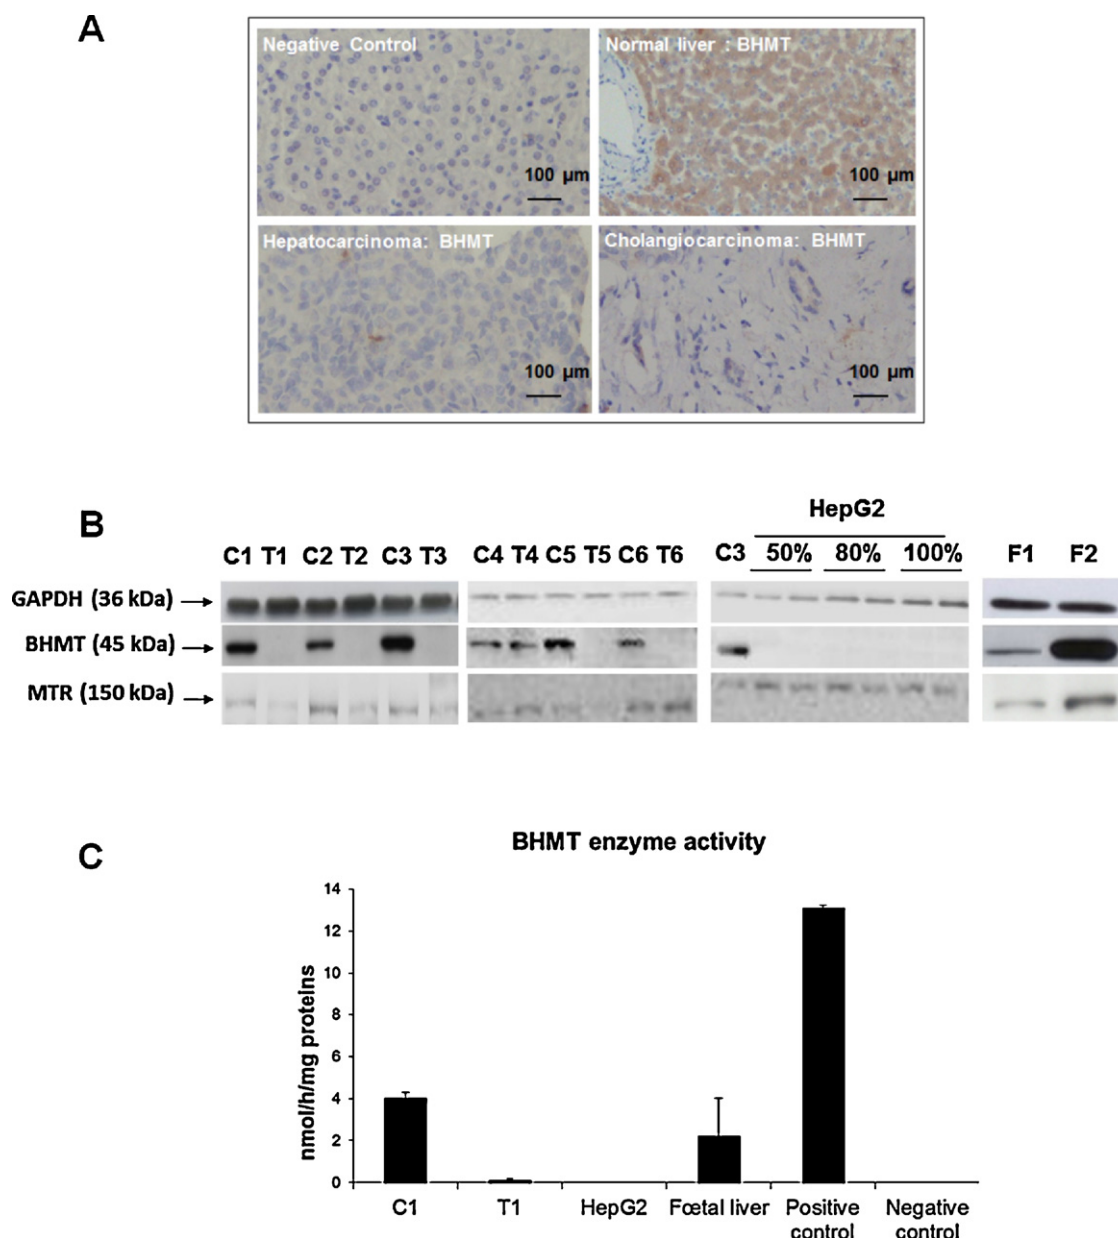 A
Negative Control
Normal liver : BHMT
100 µm
100 µm
Hepatocarcinoma: BHMT
Cholangiocarcinoma: BHMT
100 µm
100 µm
B
HepG2
C1 T1 C2 T2 C3 T3 C4 T4 C5 T5 C6 T6 C3 50% 80% 100% F1 F2
GAPDH (36 kDa)
BHMT (45 kDa)
MTR (150 kDa)
C
BHMT enzyme activity
nmol/h/mg proteins
14
12
10
8
6
4
2
0
C1 T1 HepG2 Fœtal liver Positive control Negative control